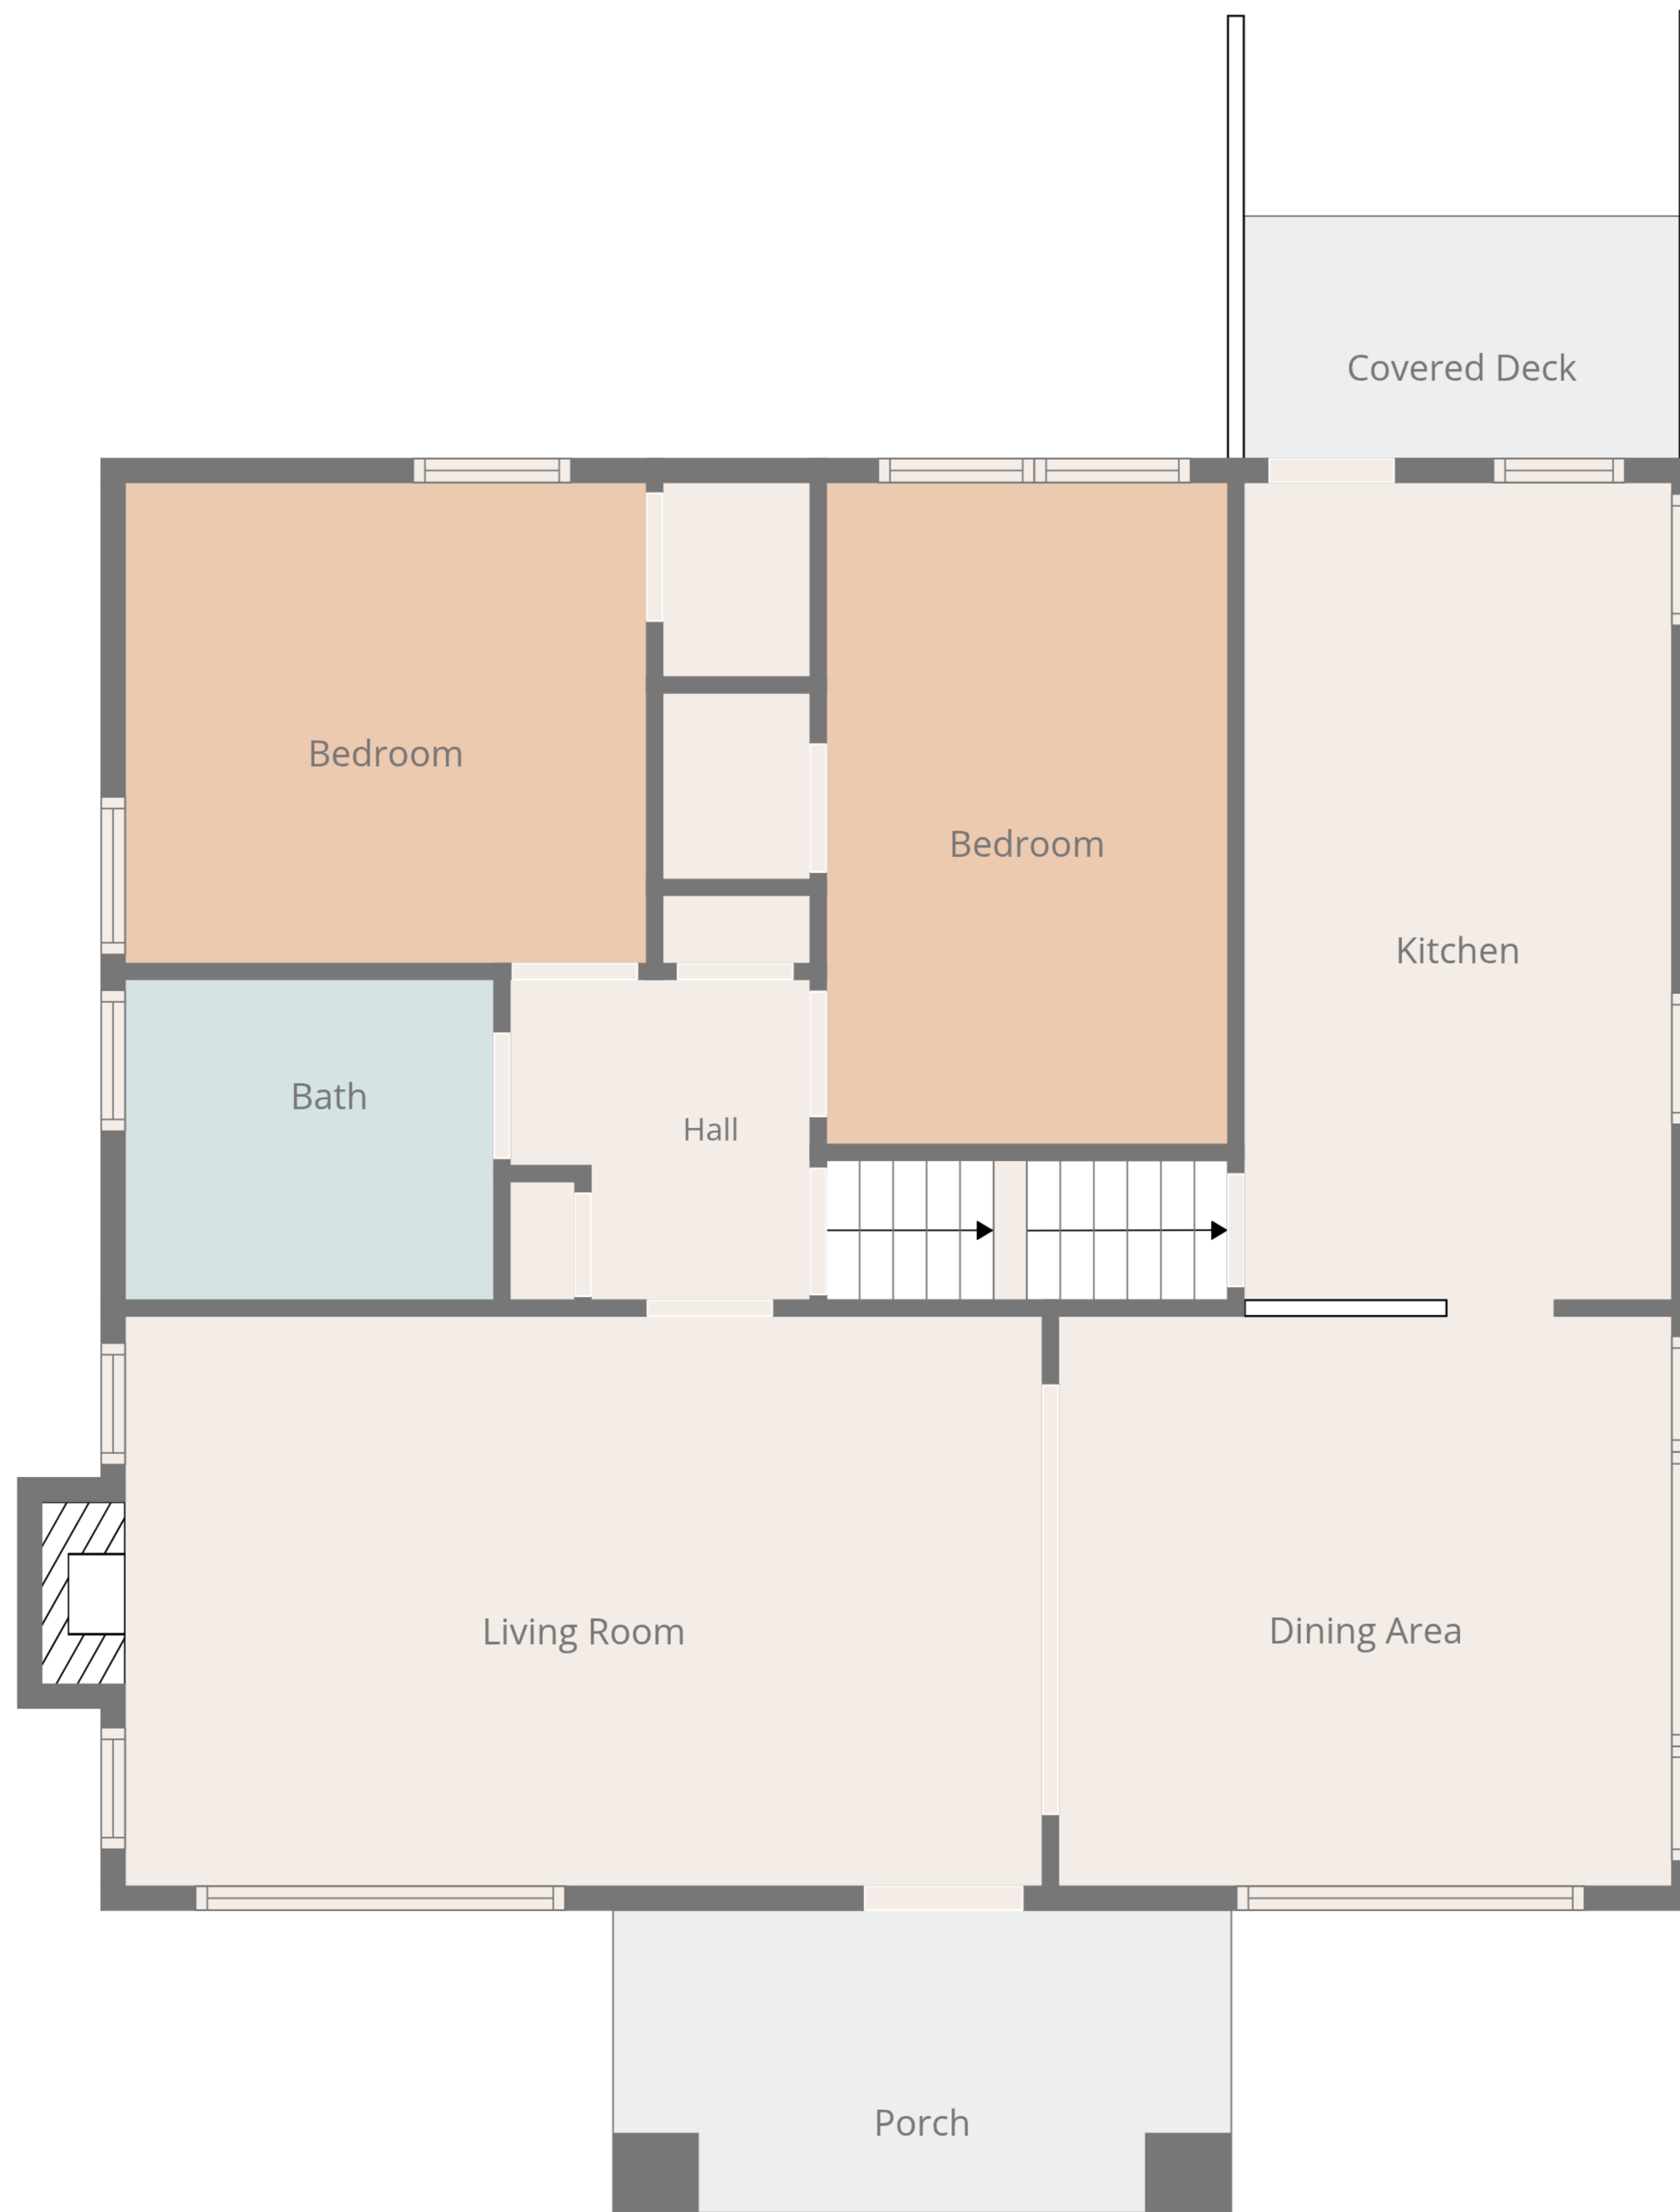 Covered Deck
Bedroom
Bedroom
Kitchen
Bath
Hall
Living Room
Dining Area
Porch